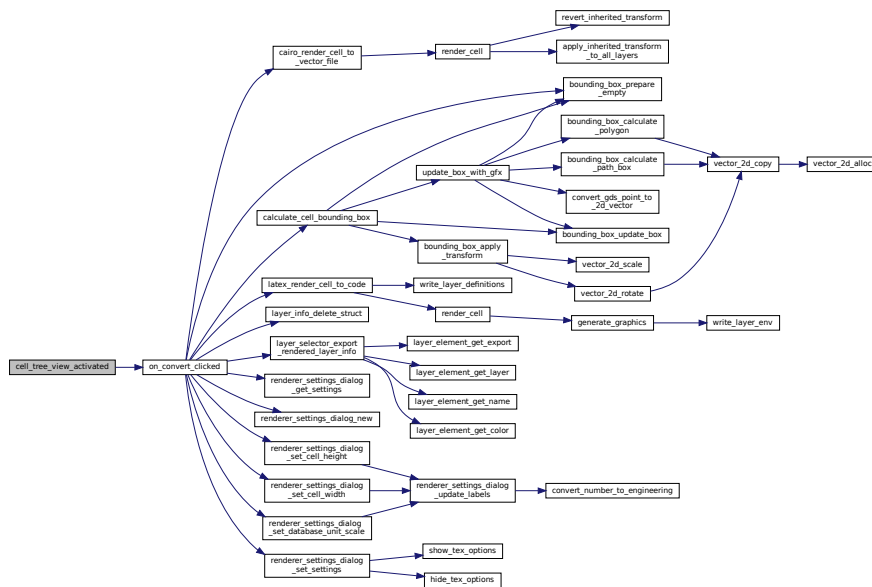 revert_inherited_transform
cairo_render_cell_to
_vector_file
render_cell
apply_inherited_transform
_to_all_layers
bounding_box_prepare
_empty
bounding_box_calculate
_polygon
update_box_with_gfx
bounding_box_calculate
_path_box
vector_2d_copy
vector_2d_alloc
convert_gds_point_to
_2d_vector
calculate_cell_bounding_box
bounding_box_update_box
bounding_box_apply
_transform
vector_2d_scale
vector_2d_rotate
latex_render_cell_to_code
write_layer_definitions
layer_info_delete_struct
render_cell
generate_graphics
write_layer_env
layer_selector_export
_rendered_layer_info
layer_element_get_export
cell_tree_view_activated
on_convert_clicked
layer_element_get_layer
renderer_settings_dialog
_get_settings
layer_element_get_name
renderer_settings_dialog_new
layer_element_get_color
renderer_settings_dialog
_set_cell_height
renderer_settings_dialog
_set_cell_width
renderer_settings_dialog
_update_labels
convert_number_to_engineering
renderer_settings_dialog
_set_database_unit_scale
renderer_settings_dialog
_set_settings
show_tex_options
hide_tex_options